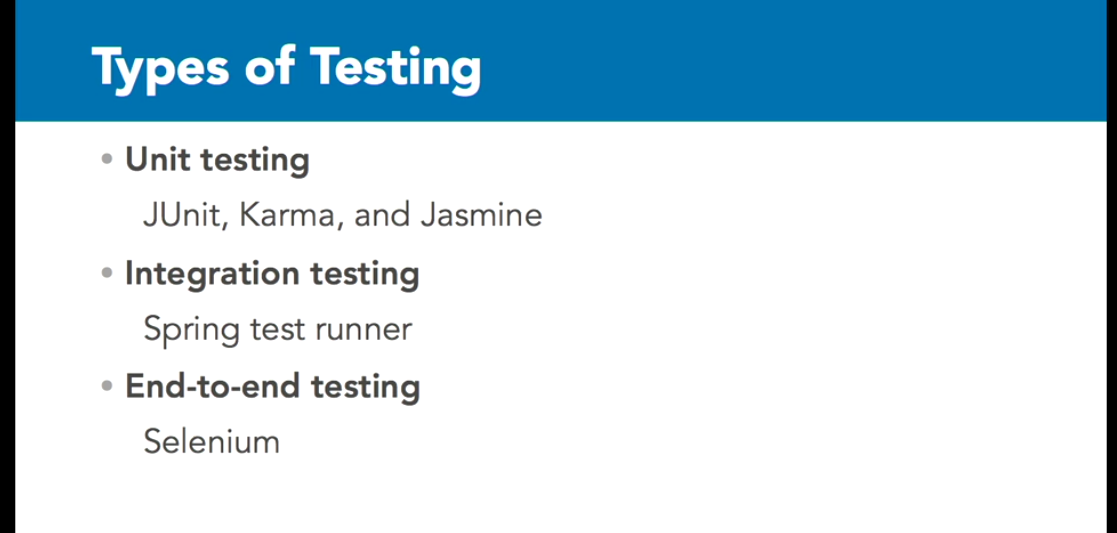 Types of Testing
• Unit testing
JUnit, Karma, and Jasmine
• Integration testing
Spring test runner
• End-to-end testing
Selenium